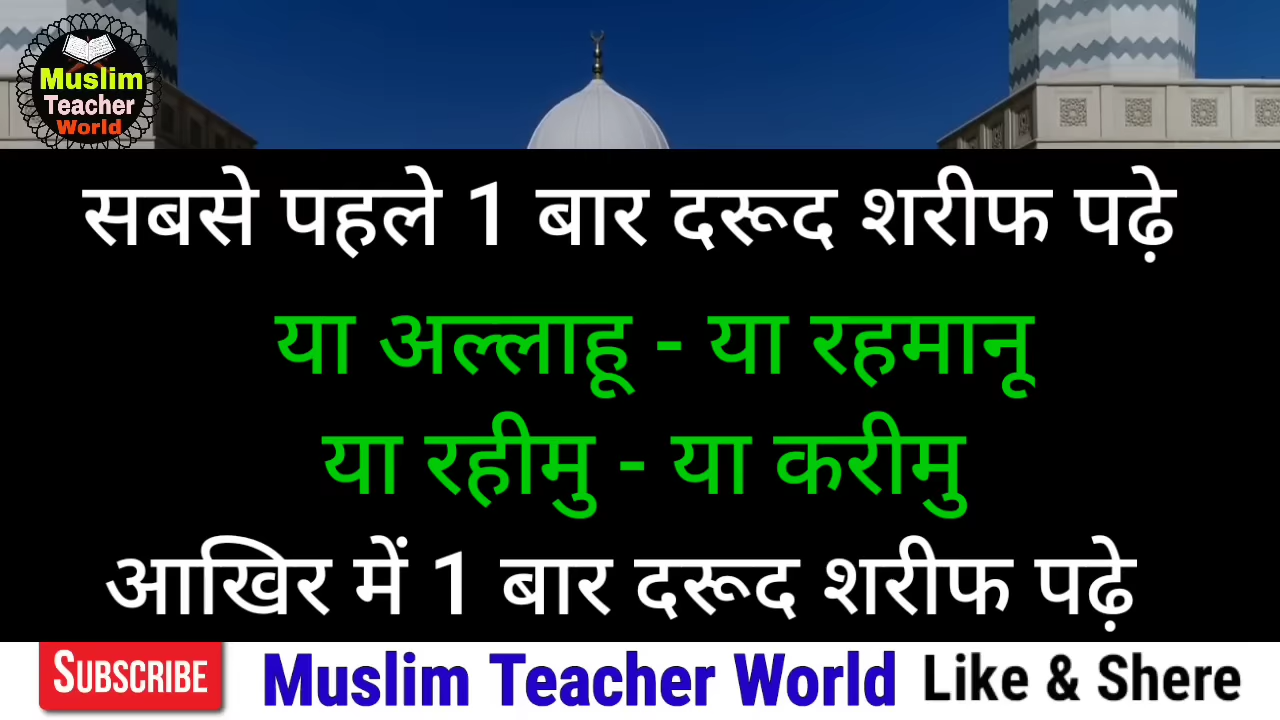 Muslim
Teacher
World
सबसे पहले 1 बार दरूद शरीफ पढ़े
या अल्लाहू - या रहमानू
या रहीमु - या करीमु
आखिर में 1 बार दरूद शरीफ पढ़े
SUBSCRIBE Muslim Teacher World Like & Shere